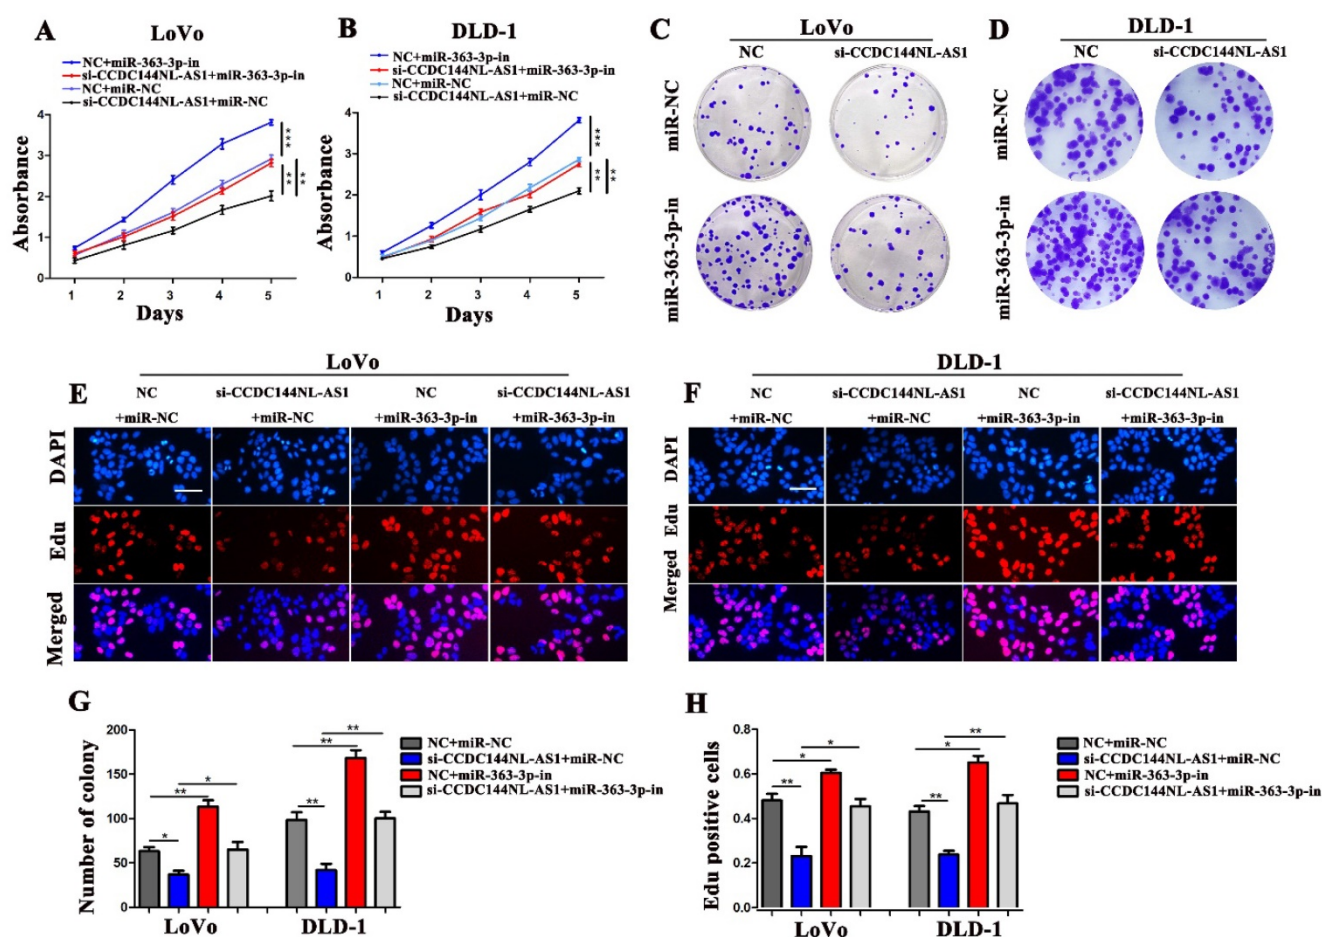 A
LoVo
NC+miR-363-3p-in
si-CCDC144NL-AS1+miR-363-3p-in
NC+miR-NC
si-CCDC144NL-AS1+miR-NC
Absorbance
4
3
2
1
0
***
**
**
1 2 3 4 5
Days
B
DLD-1
NC+miR-363-3p-in
si-CCDC144NL-AS1+miR-363-3p-in
NC+miR-NC
si-CCDC144NL-AS1+miR-NC
Absorbance
4
3
2
1
0
***
**
**
1 2 3 4 5
Days
C
LoVo
NC si-CCDC144NL-AS1
miR-NC
miR-363-3p-in
D
DLD-1
NC si-CCDC144NL-AS1
miR-NC
miR-363-3p-in
E
LoVo
NC si-CCDC144NL-AS1 NC si-CCDC144NL-AS1
+miR-NC +miR-NC +miR-363-3p-in +miR-363-3p-in
DAPI
Edu
Merged
F
DLD-1
NC si-CCDC144NL-AS1 NC si-CCDC144NL-AS1
+miR-NC +miR-NC +miR-363-3p-in +miR-363-3p-in
DAPI
Edu
Merged
G
Number of colony
200
150
100
50
0
*
**
*
**
**
**
LoVo DLD-1
NC+miR-NC
si-CCDC144NL-AS1+miR-NC
NC+miR-363-3p-in
si-CCDC144NL-AS1+miR-363-3p-in
H
Edu positive cells
0.8
0.6
0.4
0.2
0.0
**
*
*
**
*
**
LoVo DLD-1
NC+miR-NC
si-CCDC144NL-AS1+miR-NC
NC+miR-363-3p-in
si-CCDC144NL-AS1+miR-363-3p-in